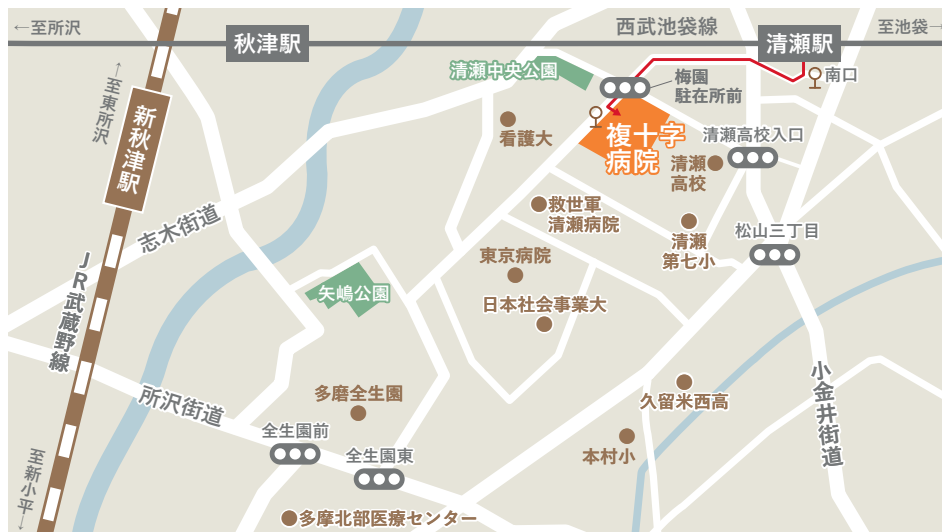 ←至所沢
西武池袋線
至池袋→
秋津駅
清瀬駅
清瀬中央公園
南口
梅園
駐在所前
←至東所沢
新秋津駅
看護大
複十字
病院
清瀬高校入口
清瀬
高校
志木街道
救世軍
清瀬病院
清瀬
第七小
松山三丁目
東京病院
JR武蔵野線
矢嶋公園
日本社会事業大
小金井街道
所沢街道
多磨全生園
久留米西高
全生園前
全生園東
本村小
至新小平→
多摩北部医療センター